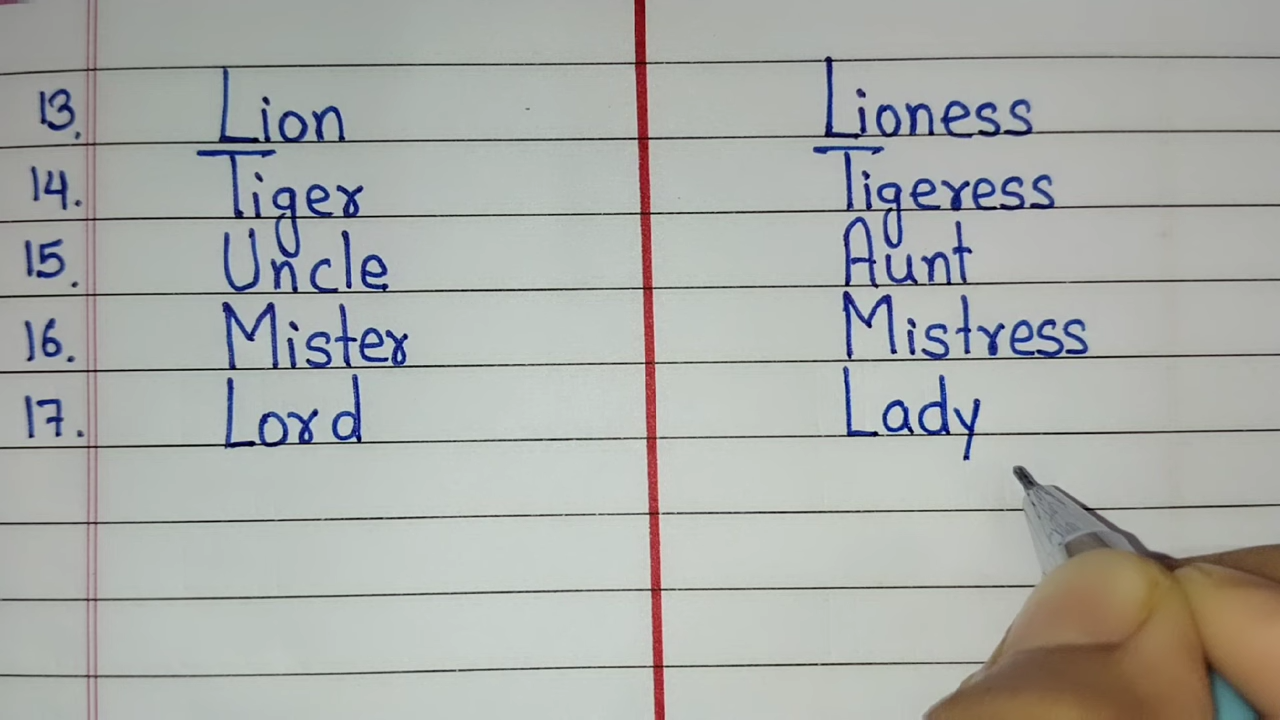 13. Lion Lioness
14. Tiger Tigeress
15. Uncle Aunt
16. Mister Mistress
17. Lord Lady